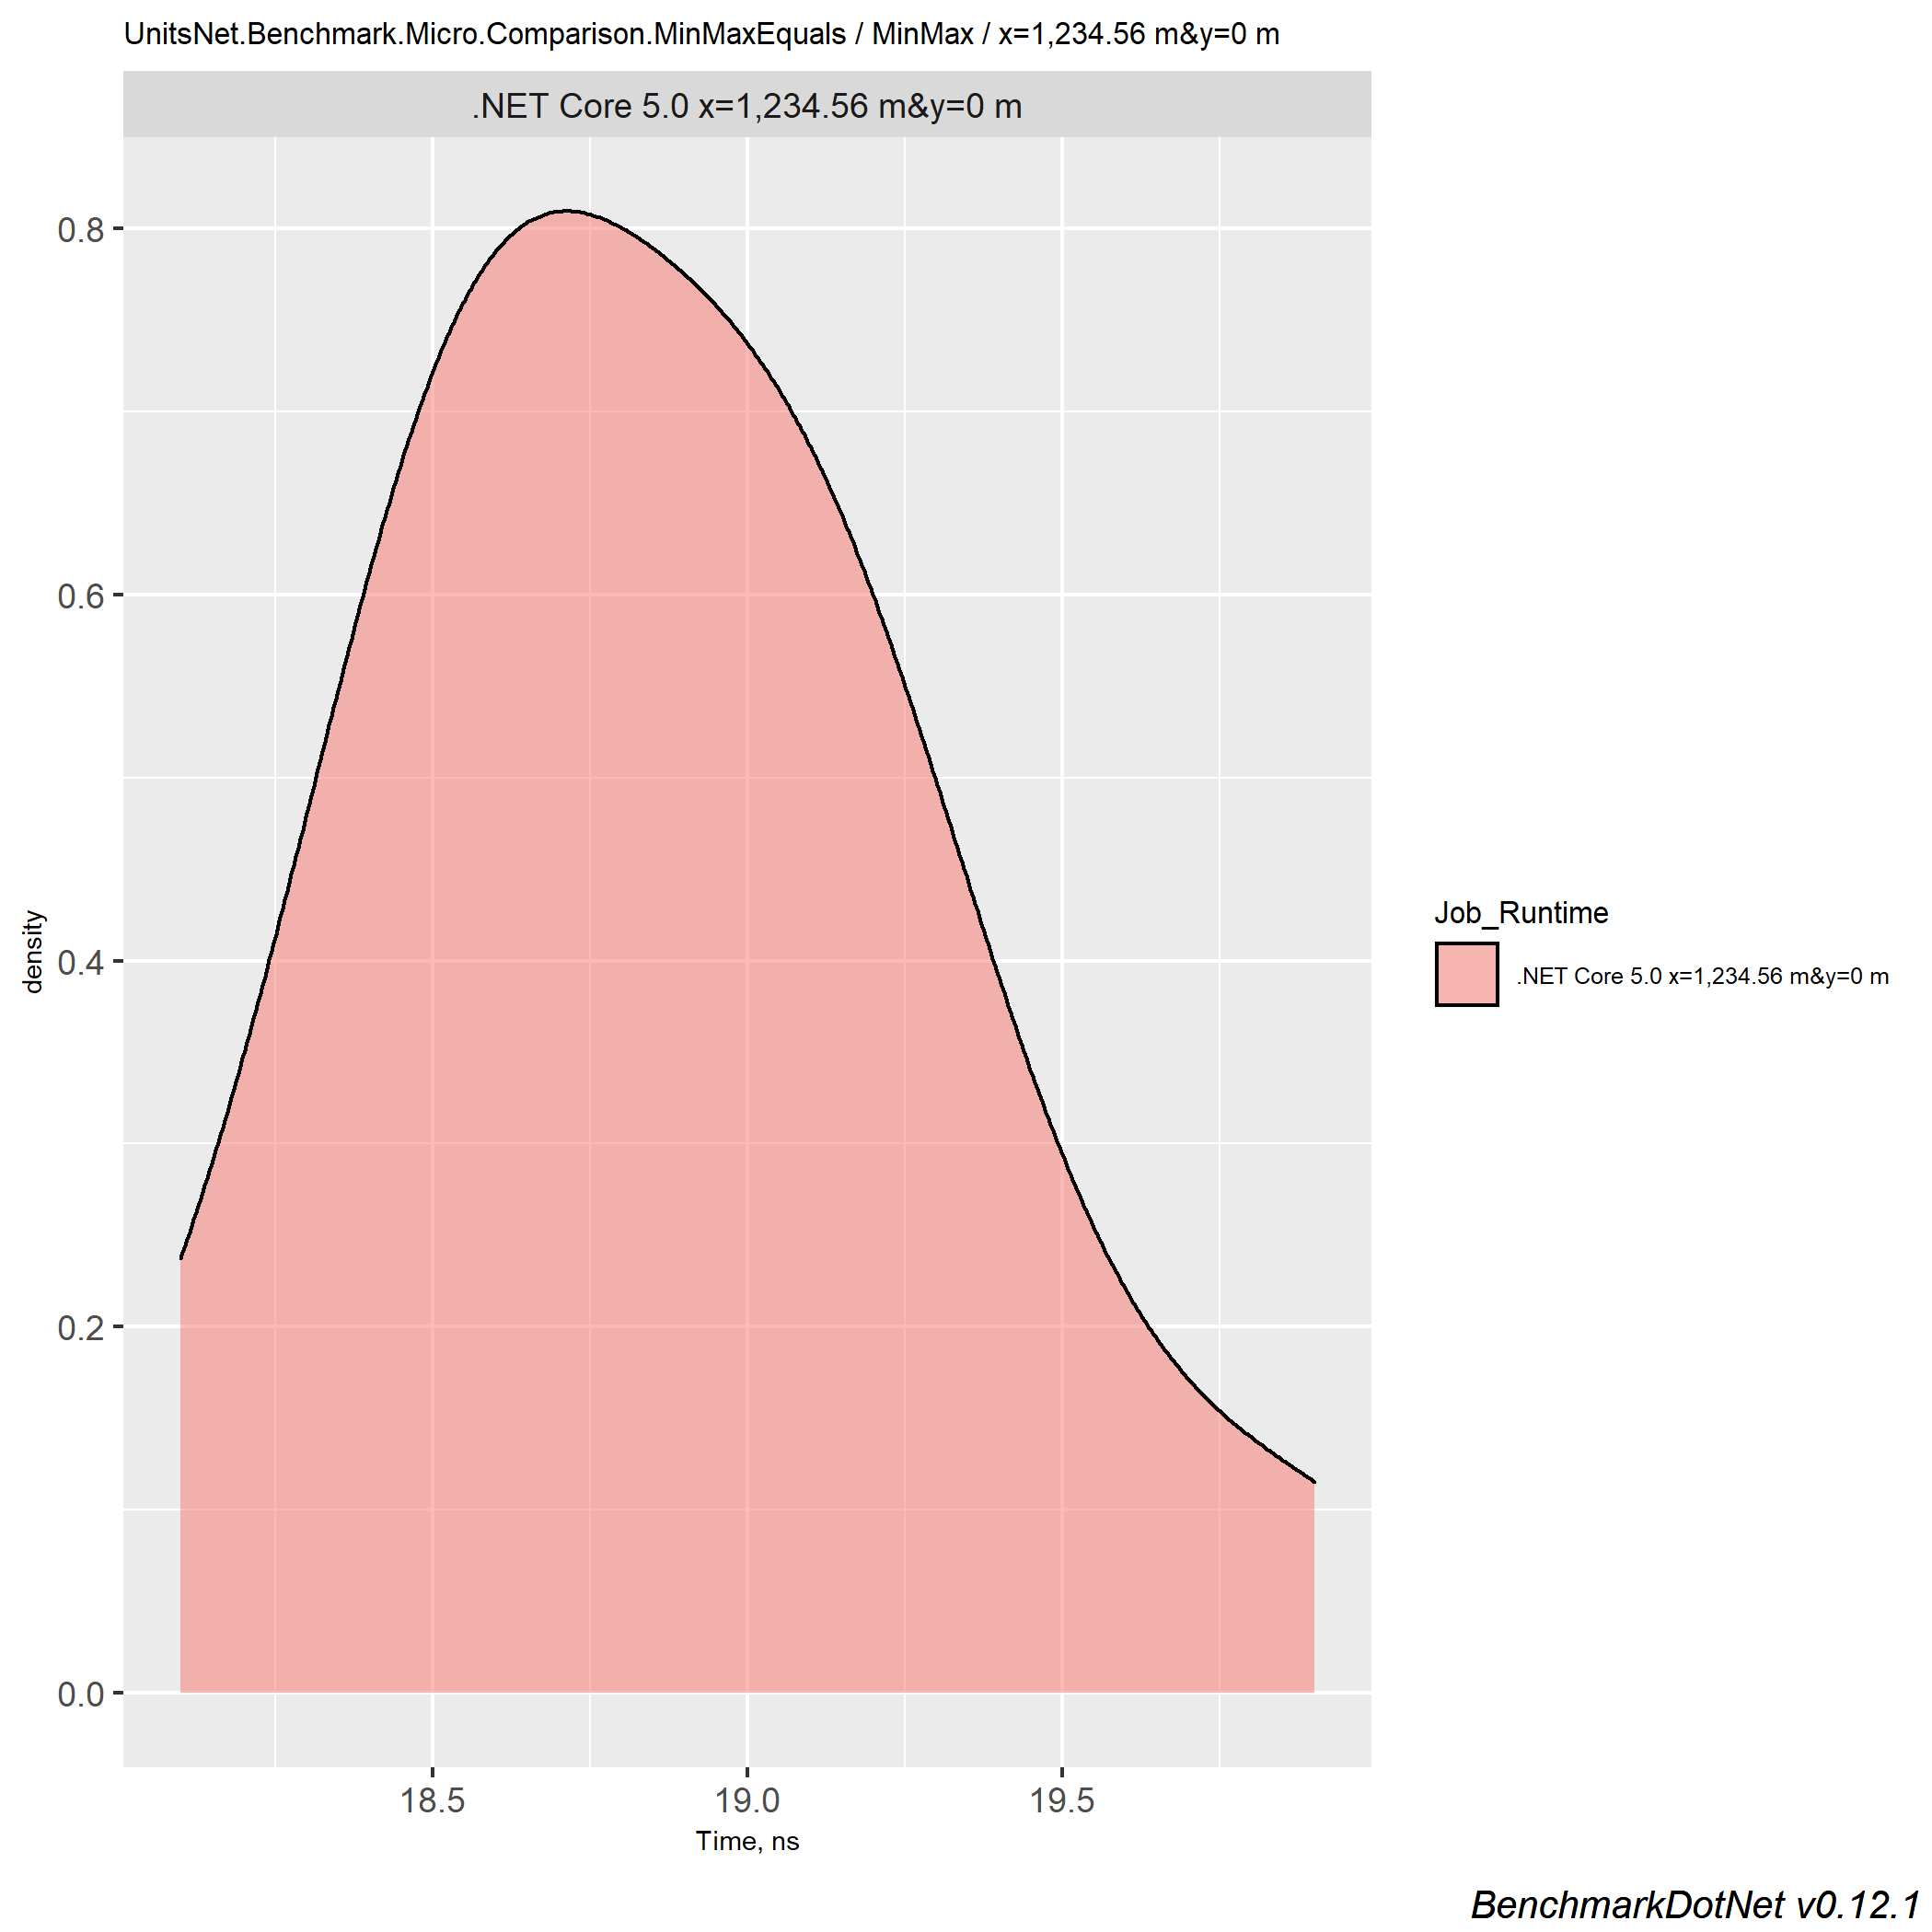 UnitsNet.Benchmark.Micro.Comparison.MinMaxEquals / MinMax / x=1,234.56 m&y=0 m
.NET Core 5.0 x=1,234.56 m&y=0 m
0.8
0.6
0.4
0.2
0.0
density
18.5 19.0 19.5
Time, ns
Job_Runtime
.NET Core 5.0 x=1,234.56 m&y=0 m
BenchmarkDotNet v0.12.1